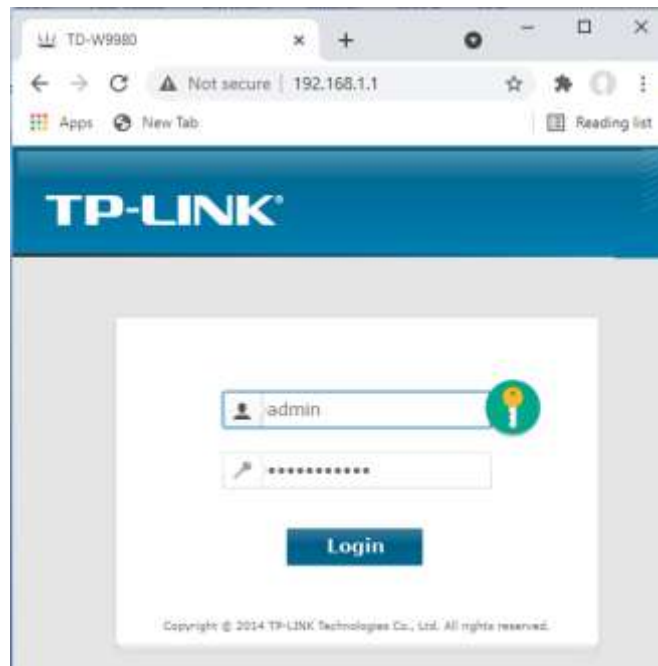 TD-W9980
Not secure | 192.168.1.1
Apps New Tab Reading list
TP-LINK®
admin
•••••••••••
Login
Copyright © 2014 TP-LINK Technologies Co., Ltd. All rights reserved.